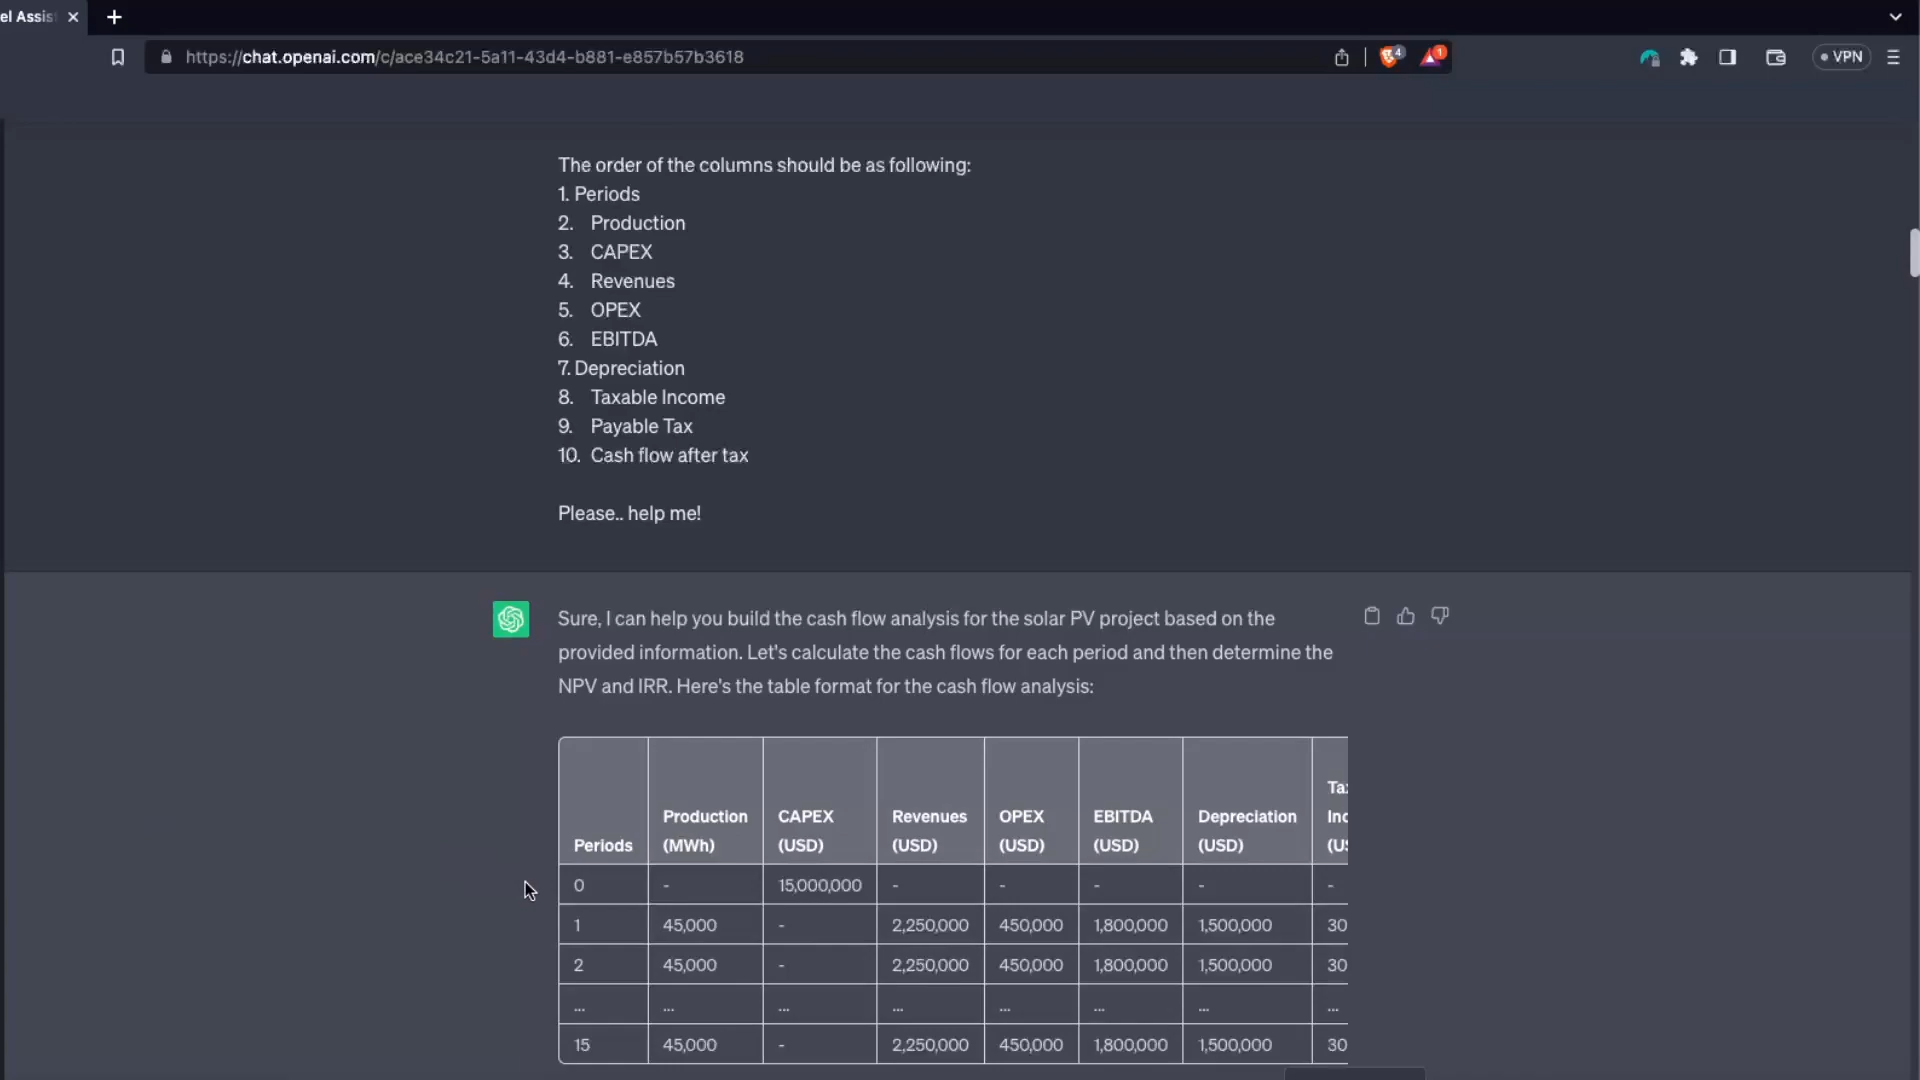 el Assis
https://chat.openai.com/c/ace34c21-5a11-43d4-b881-e857b57b3618
4
1
VPN
The order of the columns should be as following:
1. Periods
2. Production
3. CAPEX
4. Revenues
5. OPEX
6. EBITDA
7. Depreciation
8. Taxable Income
9. Payable Tax
10. Cash flow after tax
Please.. help me!
Sure, I can help you build the cash flow analysis for the solar PV project based on the
provided information. Let's calculate the cash flows for each period and then determine the
NPV and IRR. Here's the table format for the cash flow analysis:
Periods Production (MWh) CAPEX (USD) Revenues (USD) OPEX (USD) EBITDA (USD) Depreciation (USD) Tax Inc (US
0 - 15,000,000 - - - - -
1 45,000 - 2,250,000 450,000 1,800,000 1,500,000 30
2 45,000 - 2,250,000 450,000 1,800,000 1,500,000 30
... ... ... ... ... ... ... ...
15 45,000 - 2,250,000 450,000 1,800,000 1,500,000 30